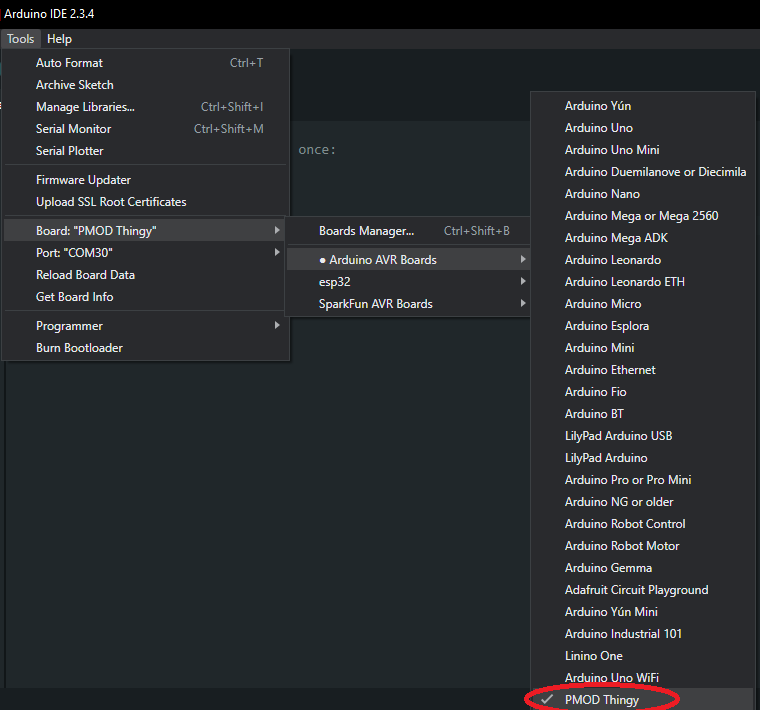 Arduino IDE 2.3.4
Tools Help
Auto Format Ctrl+T
Archive Sketch
Manage Libraries... Ctrl+Shift+I
Serial Monitor Ctrl+Shift+M
Serial Plotter
Firmware Updater
Upload SSL Root Certificates
Board: "PMOD Thingy"
Port: "COM30"
Reload Board Data
Get Board Info
Programmer
Burn Bootloader
once:
Boards Manager... Ctrl+Shift+B
Arduino AVR Boards
esp32
SparkFun AVR Boards
Arduino Yún
Arduino Uno
Arduino Uno Mini
Arduino Duemilanove or Diecimila
Arduino Nano
Arduino Mega or Mega 2560
Arduino Mega ADK
Arduino Leonardo
Arduino Leonardo ETH
Arduino Micro
Arduino Esplora
Arduino Mini
Arduino Ethernet
Arduino Fio
Arduino BT
LilyPad Arduino USB
LilyPad Arduino
Arduino Pro or Pro Mini
Arduino NG or older
Arduino Robot Control
Arduino Robot Motor
Arduino Gemma
Adafruit Circuit Playground
Arduino Yún Mini
Arduino Industrial 101
Linino One
Arduino Uno WiFi
PMOD Thingy